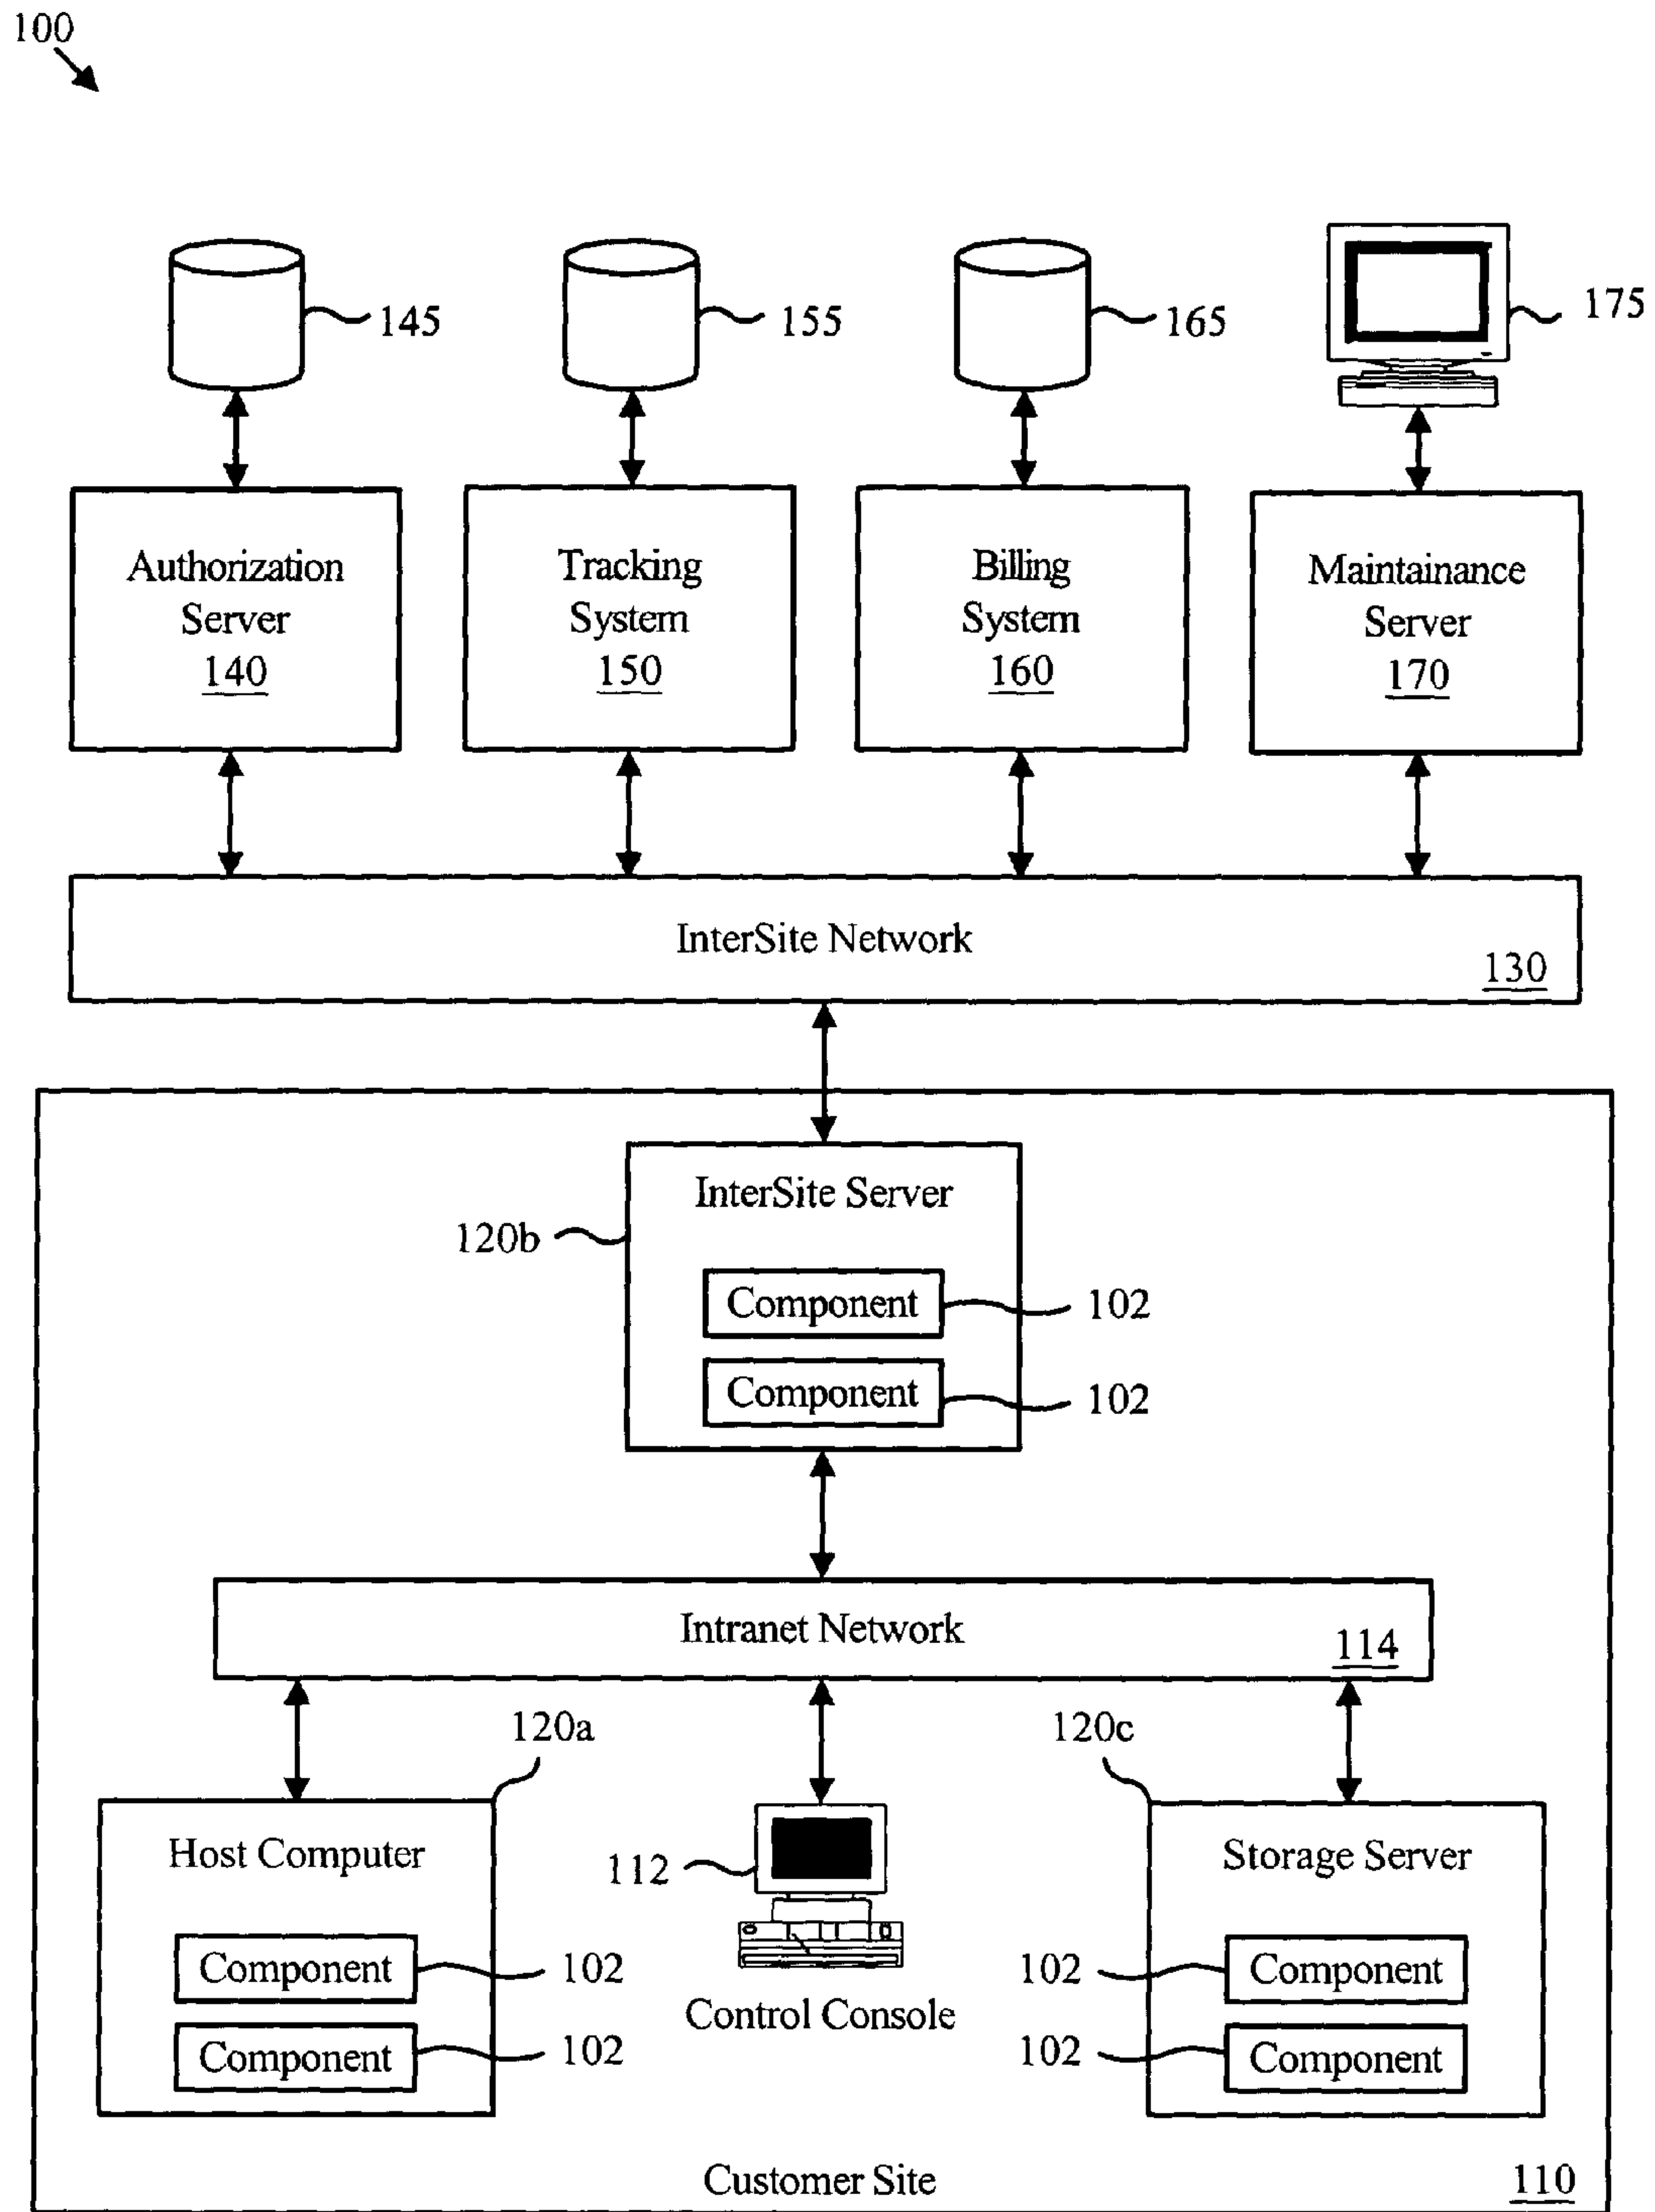 100
145
155
165
175
Authorization
Server
140
Tracking
System
150
Billing
System
160
Maintainance
Server
170
InterSite Network
130
InterSite Server
120b
Component
102
Component
102
Intranet Network
114
120a
120c
Host Computer
Component
102
Component
102
112
Control Console
Storage Server
102
Component
102
Component
Customer Site
110